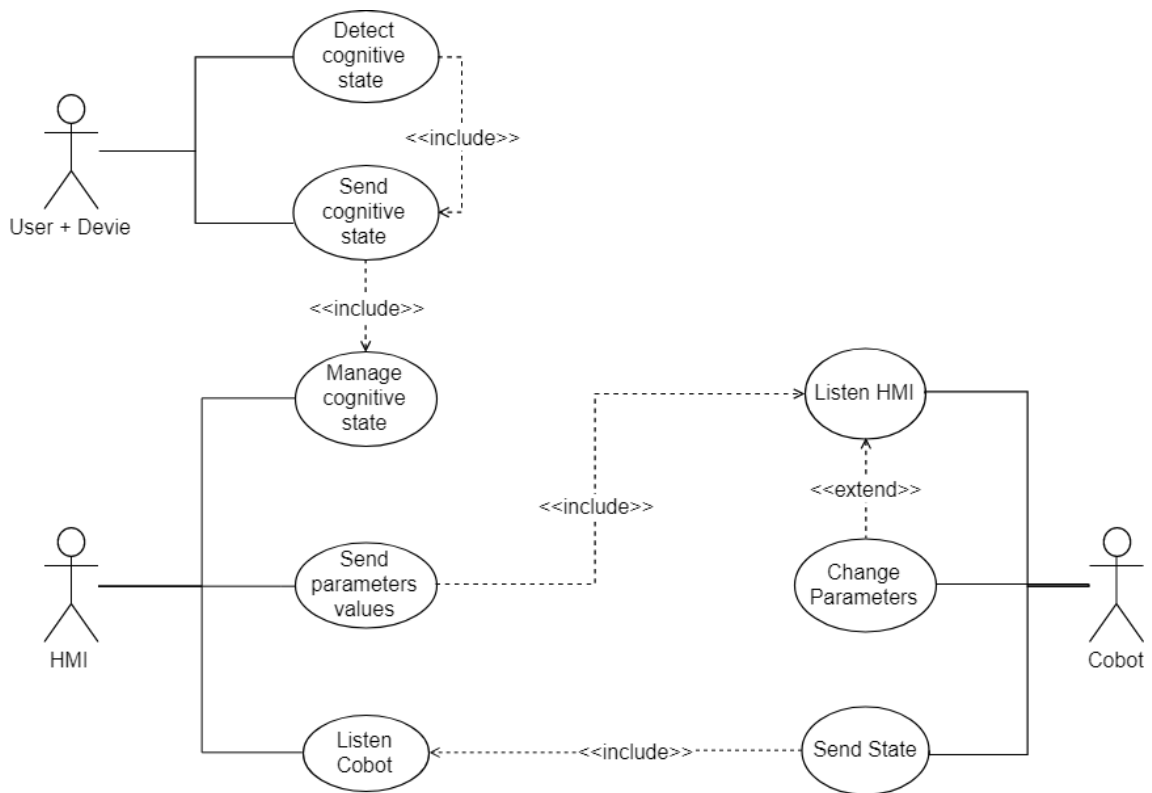 Detect
cognitive
state
<<include>>
Send
cognitive
state
User + Devie
<<include>>
Manage
cognitive
state
Listen HMI
<<extend>>
<<include>>
Send
parameters
values
Change
Parameters
HMI
Cobot
Listen
Cobot
<<include>>
Send State